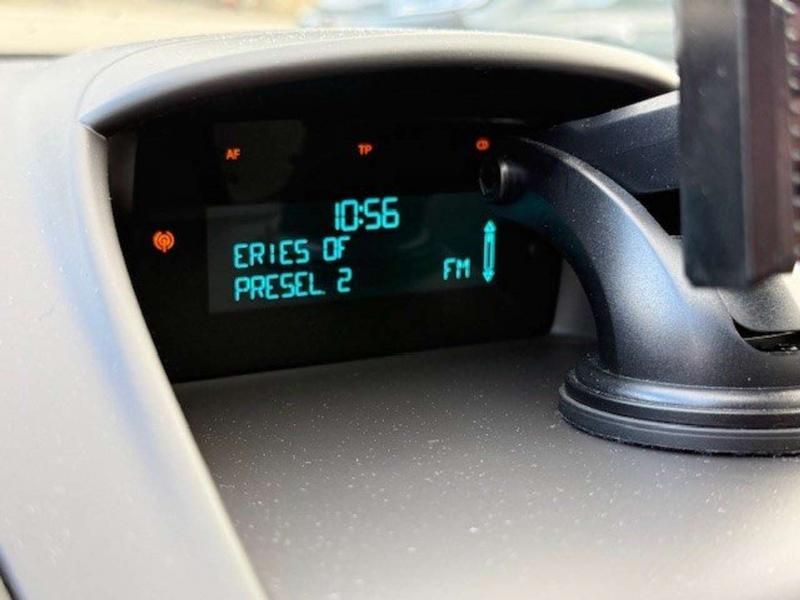 AF TP CD
10:56
ERIES OF
PRESEL 2 FM